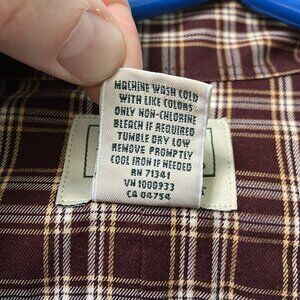 MACHINE WASH COLD
WITH LIKE COLORS
ONLY NON-CHLORINE
BLEACH IF REQUIRED
TUMBLE DRY LOW
REMOVE PROMPTLY
COOL IRON IF NEEDED
RN 71341
VN 1000933
CA 04754